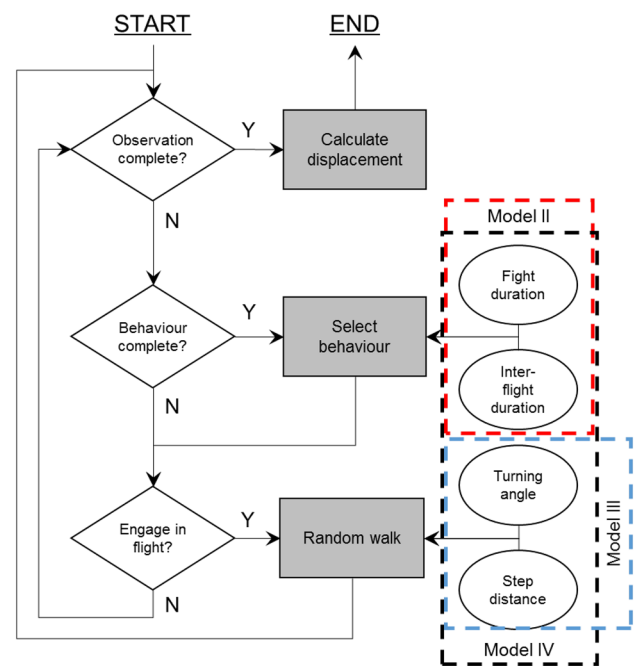 START
END
Observation
complete?
Y
Calculate
displacement
N
Model II
Fight
duration
Behaviour
complete?
Y
Select
behaviour
Inter-
flight
duration
N
Turning
angle
Engage in
flight?
Y
Random walk
Model III
N
Step
distance
Model IV